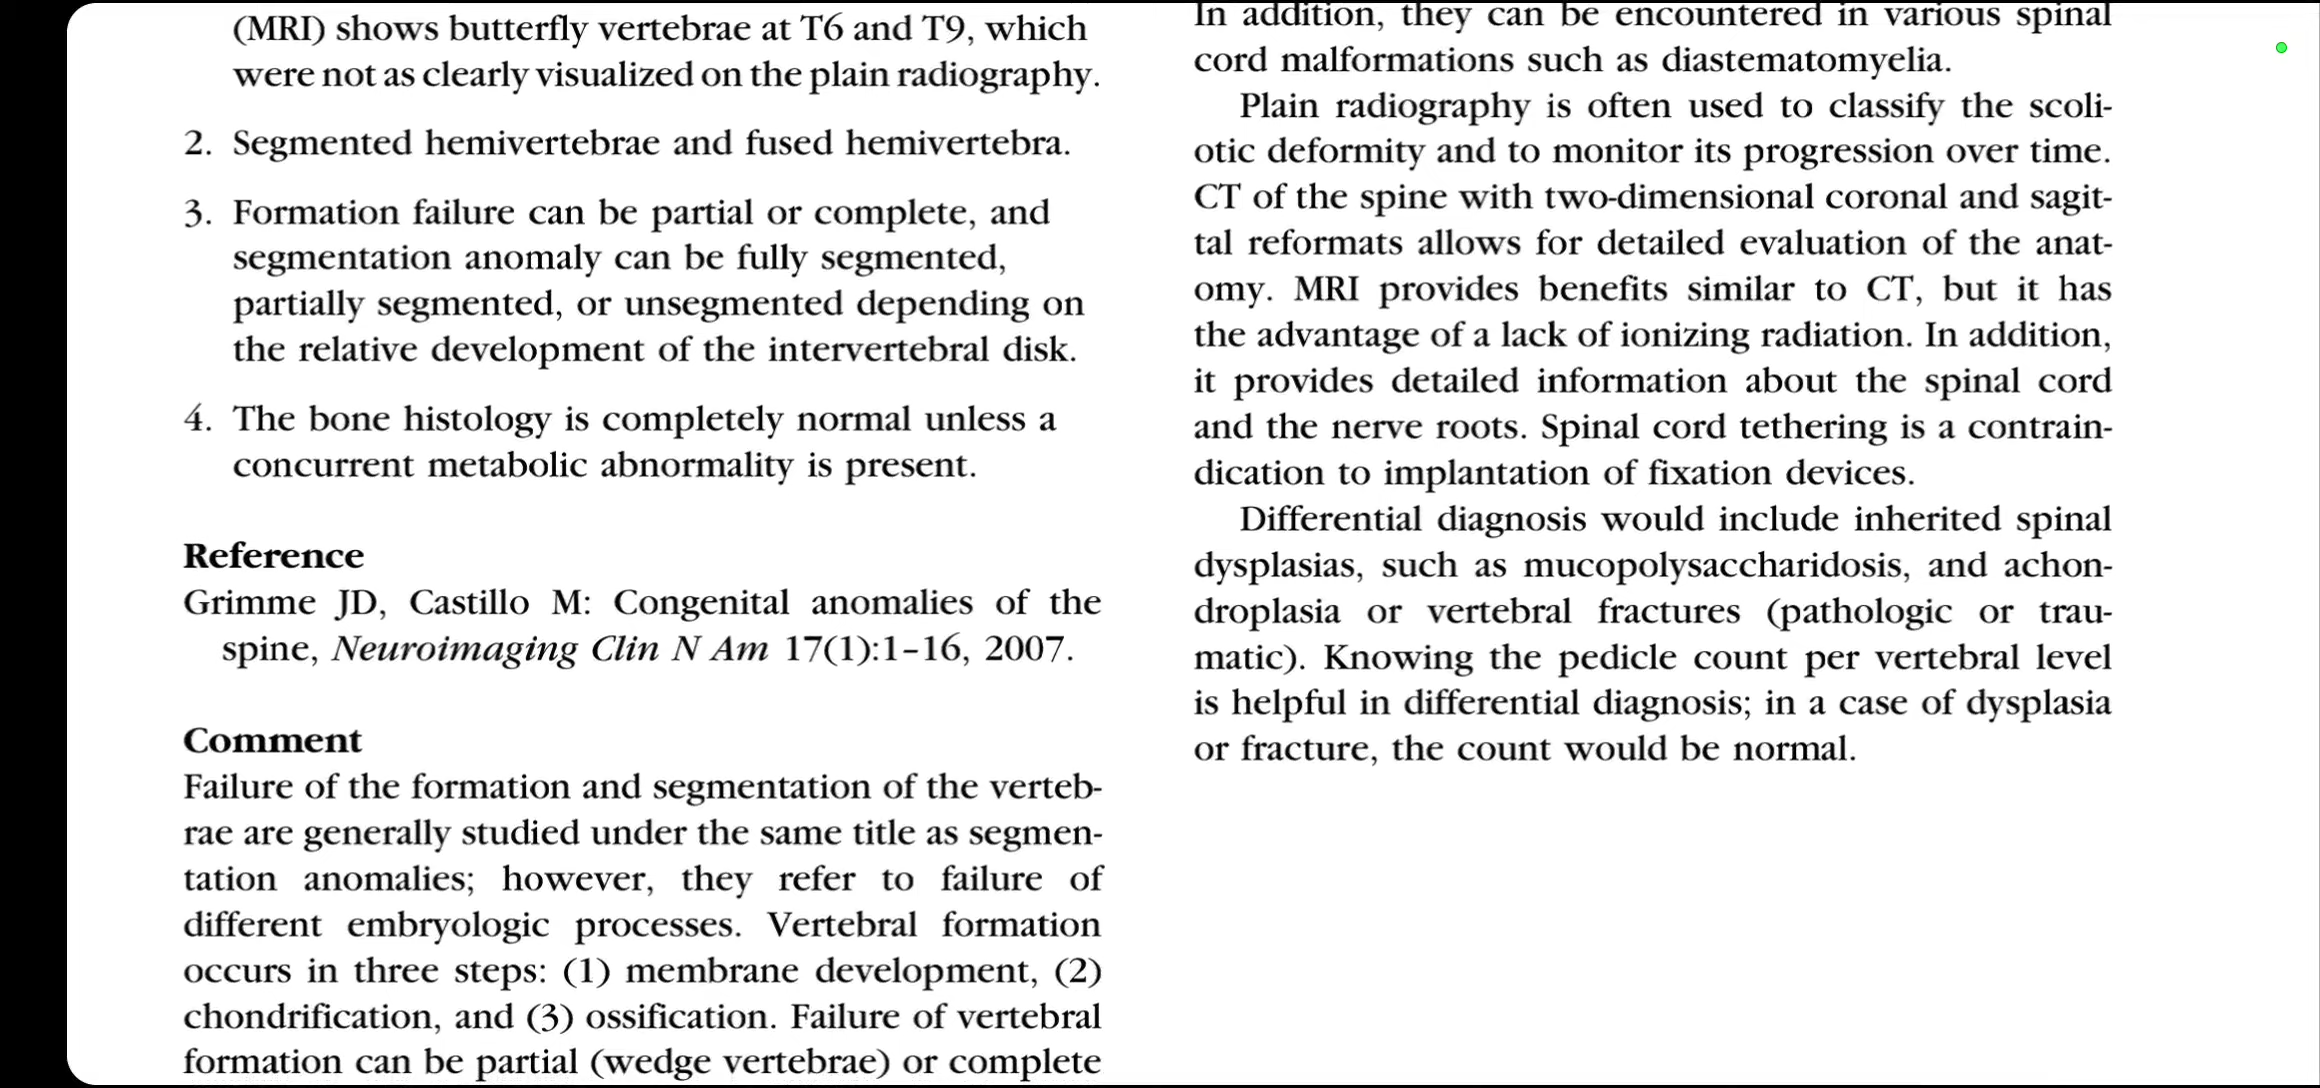 (MRI) shows butterfly vertebrae at T6 and T9, which
were not as clearly visualized on the plain radiography.
2. Segmented hemivertebrae and fused hemivertebra.
3. Formation failure can be partial or complete, and
segmentation anomaly can be fully segmented,
partially segmented, or unsegmented depending on
the relative development of the intervertebral disk.
4. The bone histology is completely normal unless a
concurrent metabolic abnormality is present.
Reference
Grimme JD, Castillo M: Congenital anomalies of the
spine, Neuroimaging Clin N Am 17(1):1–16, 2007.
Comment
Failure of the formation and segmentation of the verteb-
rae are generally studied under the same title as segmen-
tation anomalies; however, they refer to failure of
different embryologic processes. Vertebral formation
occurs in three steps: (1) membrane development, (2)
chondrification, and (3) ossification. Failure of vertebral
formation can be partial (wedge vertebrae) or complete
In addition, they can be encountered in various spinal
cord malformations such as diastematomyelia.
Plain radiography is often used to classify the scoli-
otic deformity and to monitor its progression over time.
CT of the spine with two-dimensional coronal and sagit-
tal reformats allows for detailed evaluation of the anat-
omy. MRI provides benefits similar to CT, but it has
the advantage of a lack of ionizing radiation. In addition,
it provides detailed information about the spinal cord
and the nerve roots. Spinal cord tethering is a contrain-
dication to implantation of fixation devices.
Differential diagnosis would include inherited spinal
dysplasias, such as mucopolysaccharidosis, and achon-
droplasia or vertebral fractures (pathologic or trau-
matic). Knowing the pedicle count per vertebral level
is helpful in differential diagnosis; in a case of dysplasia
or fracture, the count would be normal.